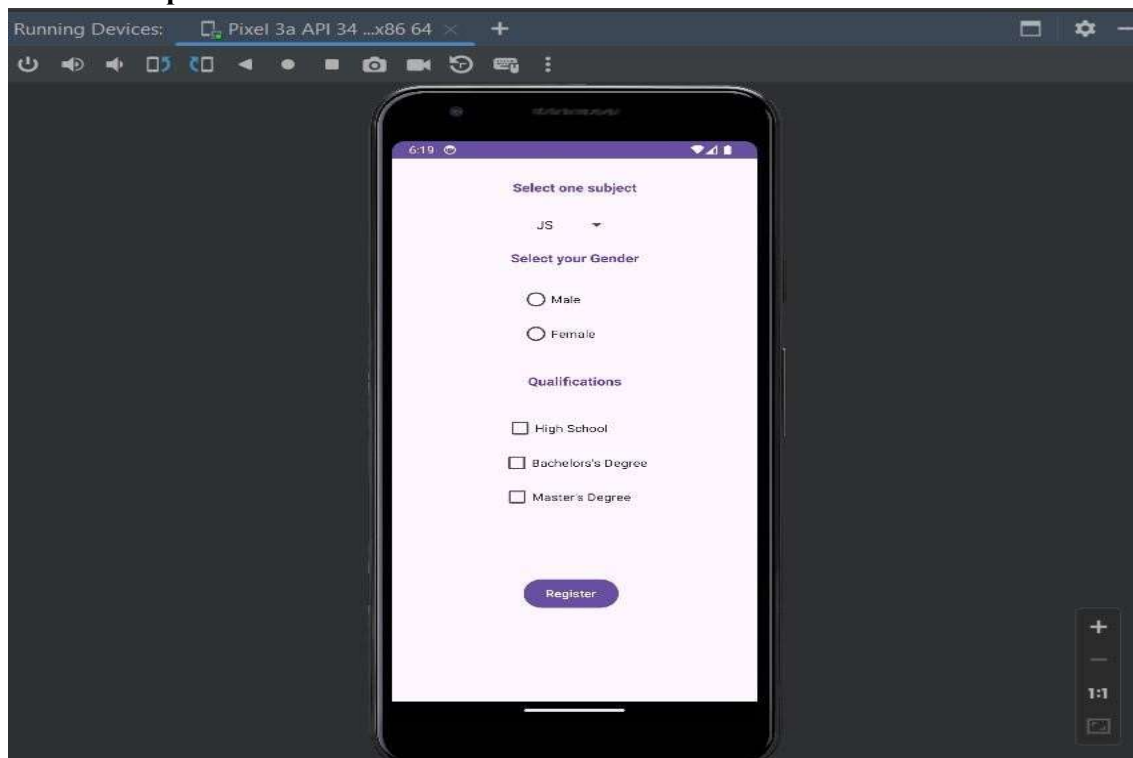 Running Devices: Pixel 3a API 34 ...x86 64
6:19
Select one subject
JS
Select your Gender
Male
Female
Qualifications
High School
Bachelors's Degree
Master's Degree
Register
1:1